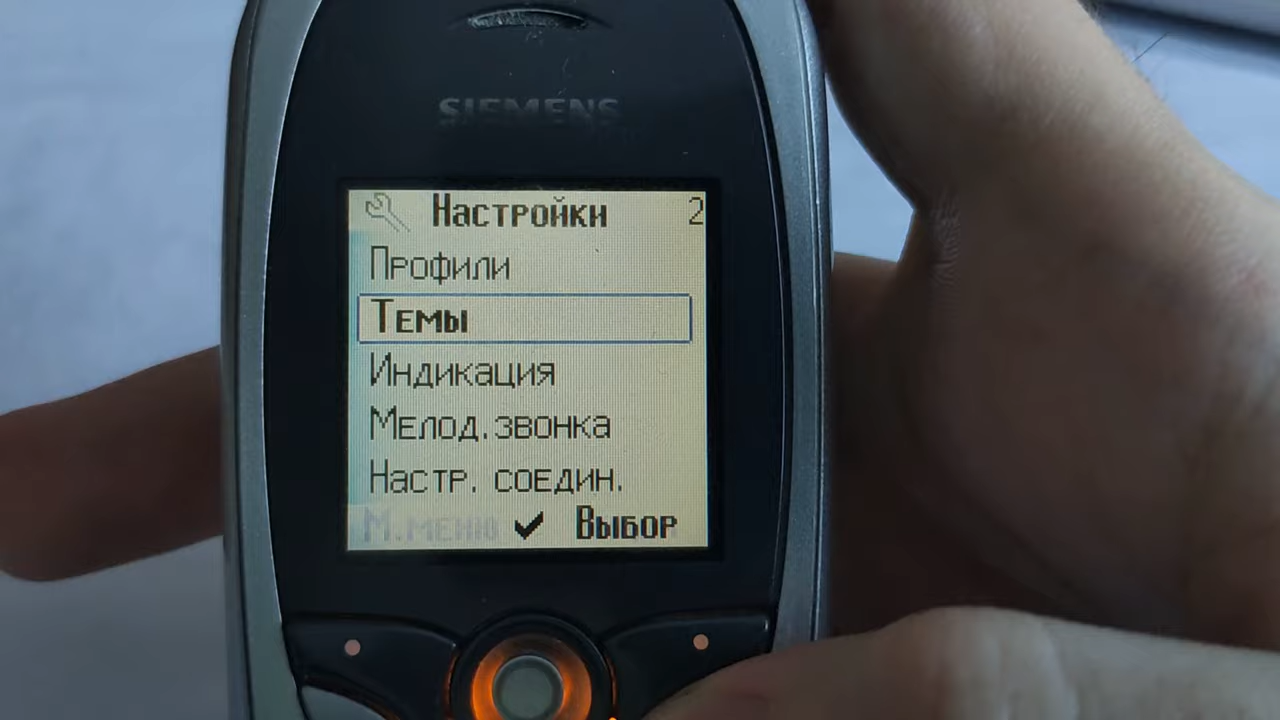 SIEMENS
Настройки 2
Профили
Темы
Индикация
Мелод.звонка
Настр. соедин.
М.меню Выбор